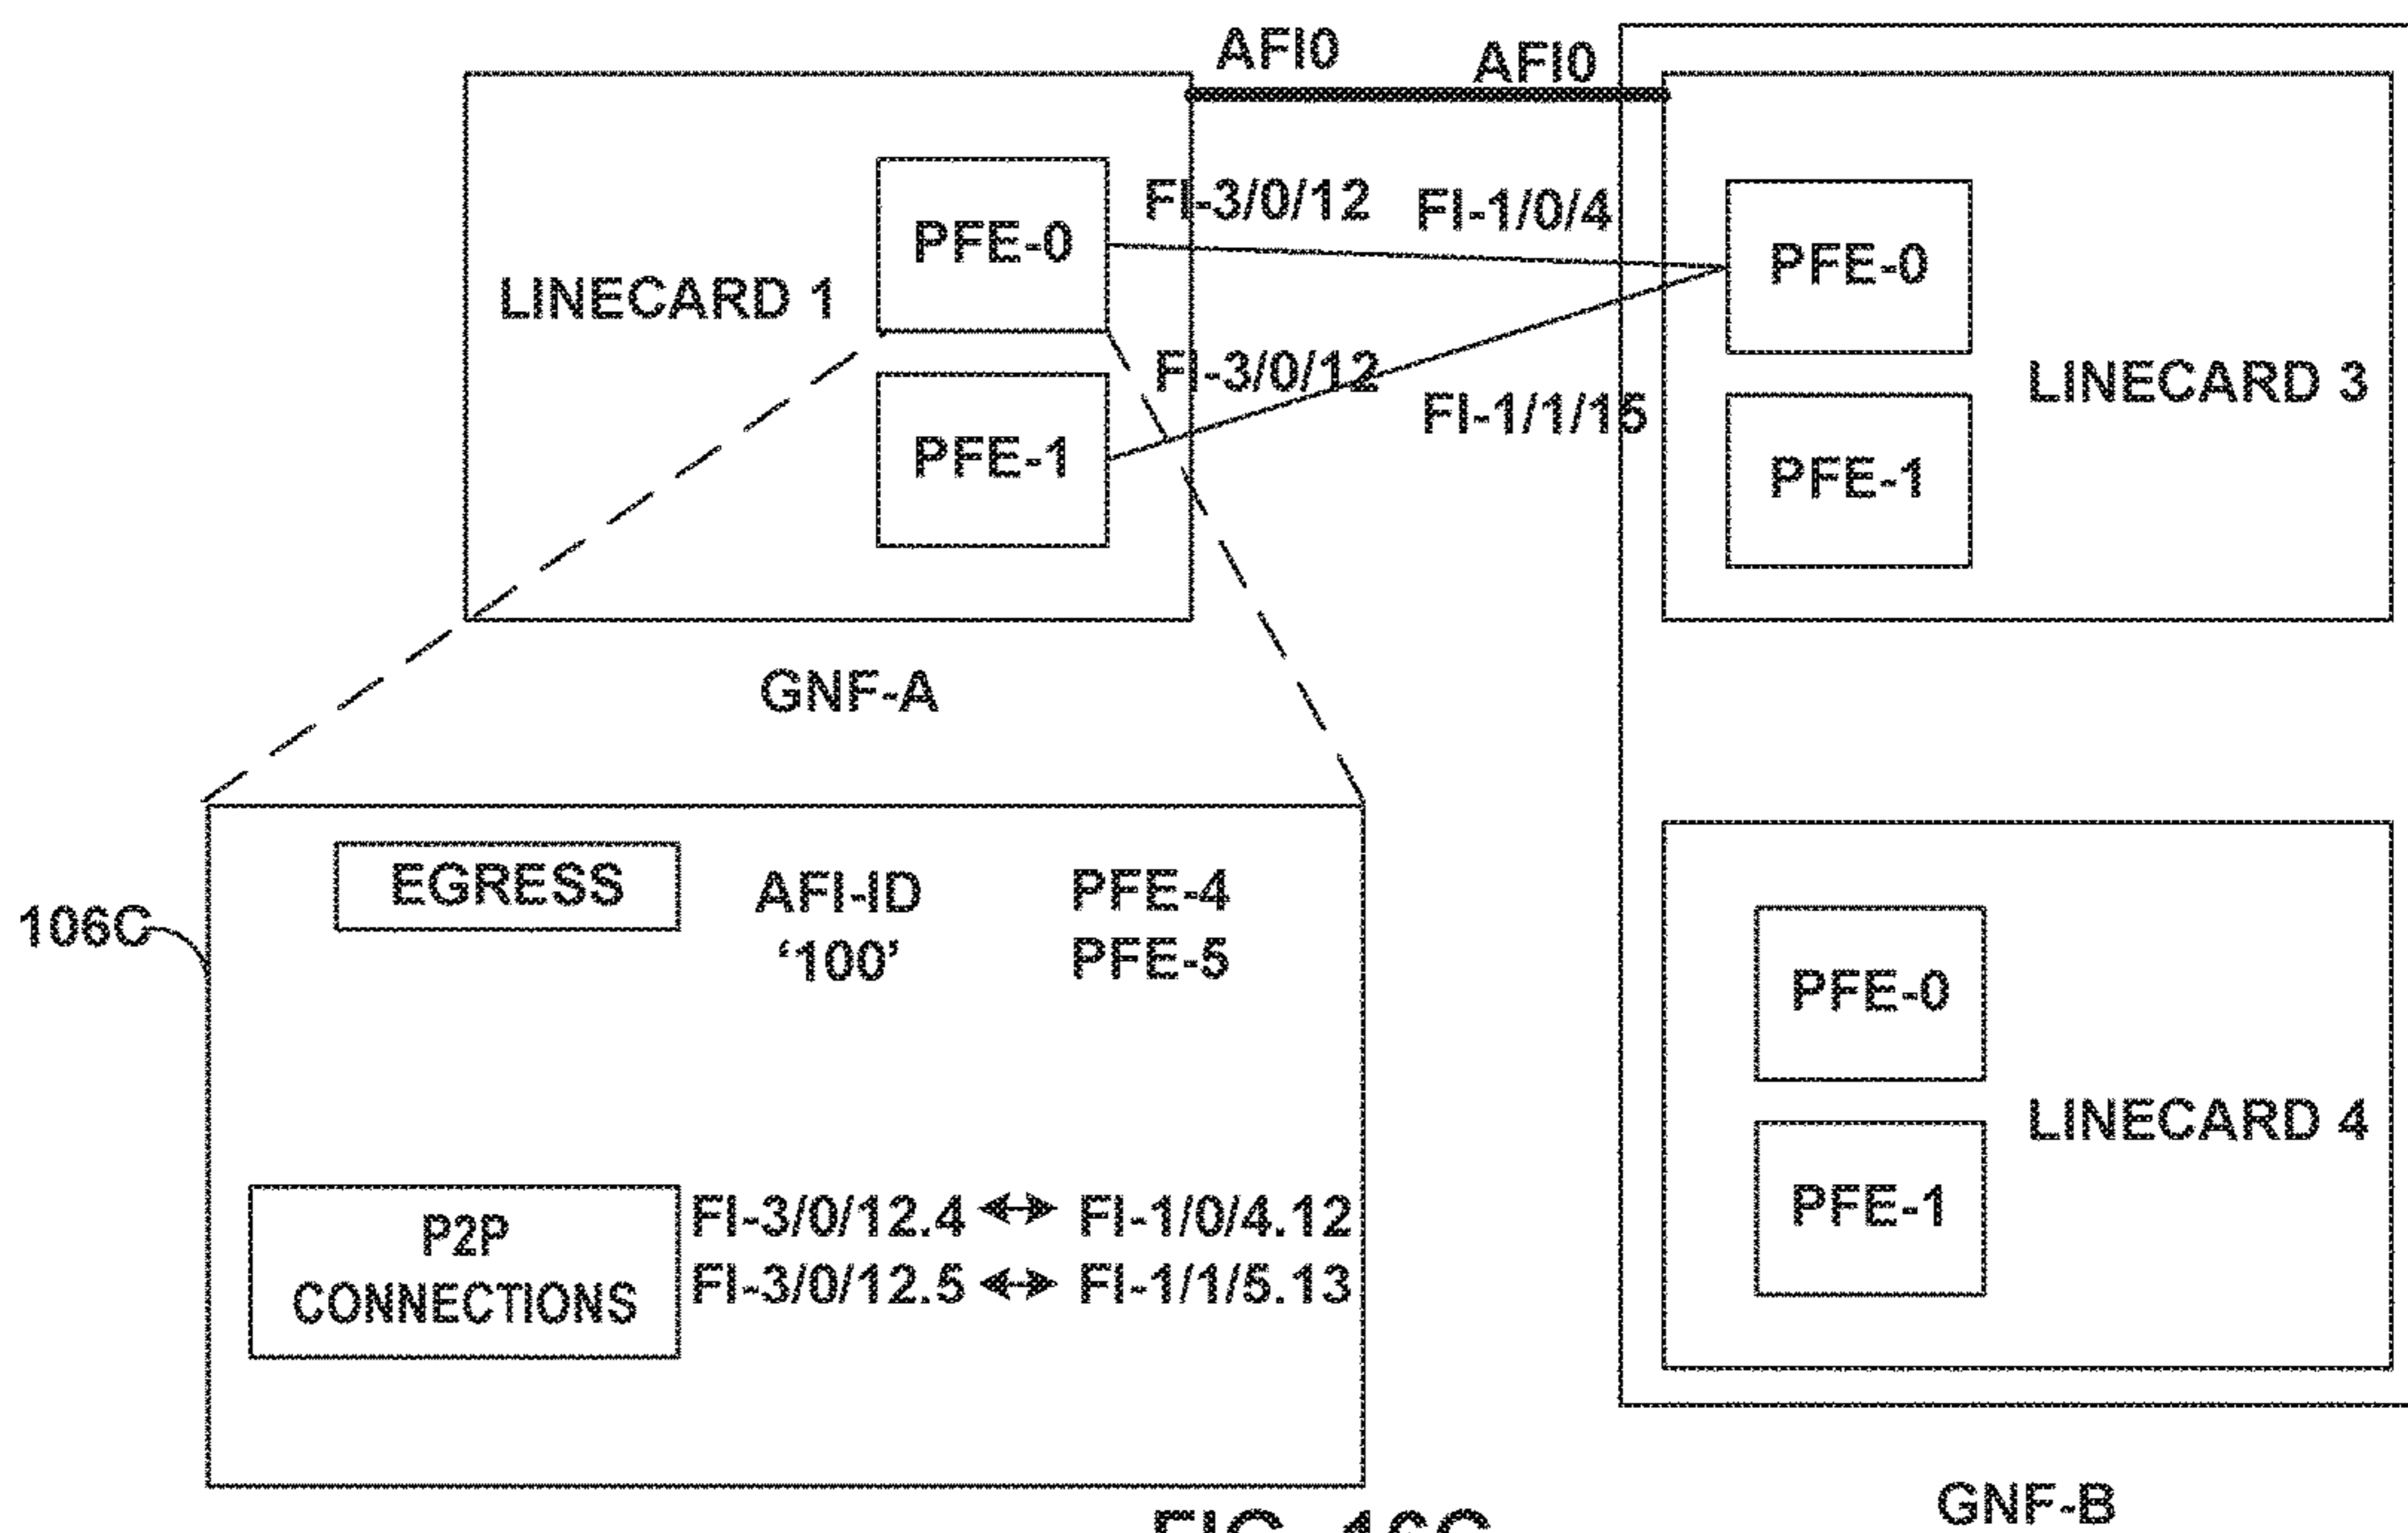 AFI0 AFI0
FI-3/0/12 FI-1/0/4
PFE-0
LINECARD 1
FI-3/0/12
FI-1/1/15
PFE-1
GNF-A
PFE-0
LINECARD 3
PFE-1
106C
EGRESS AFI-ID PFE-4
‘100’ PFE-5
P2P
CONNECTIONS
FI-3/0/12.4 FI-1/0/4.12
FI-3/0/12.5 FI-1/1/5.13
PFE-0
LINECARD 4
PFE-1
GNF-B
FIG. 16C